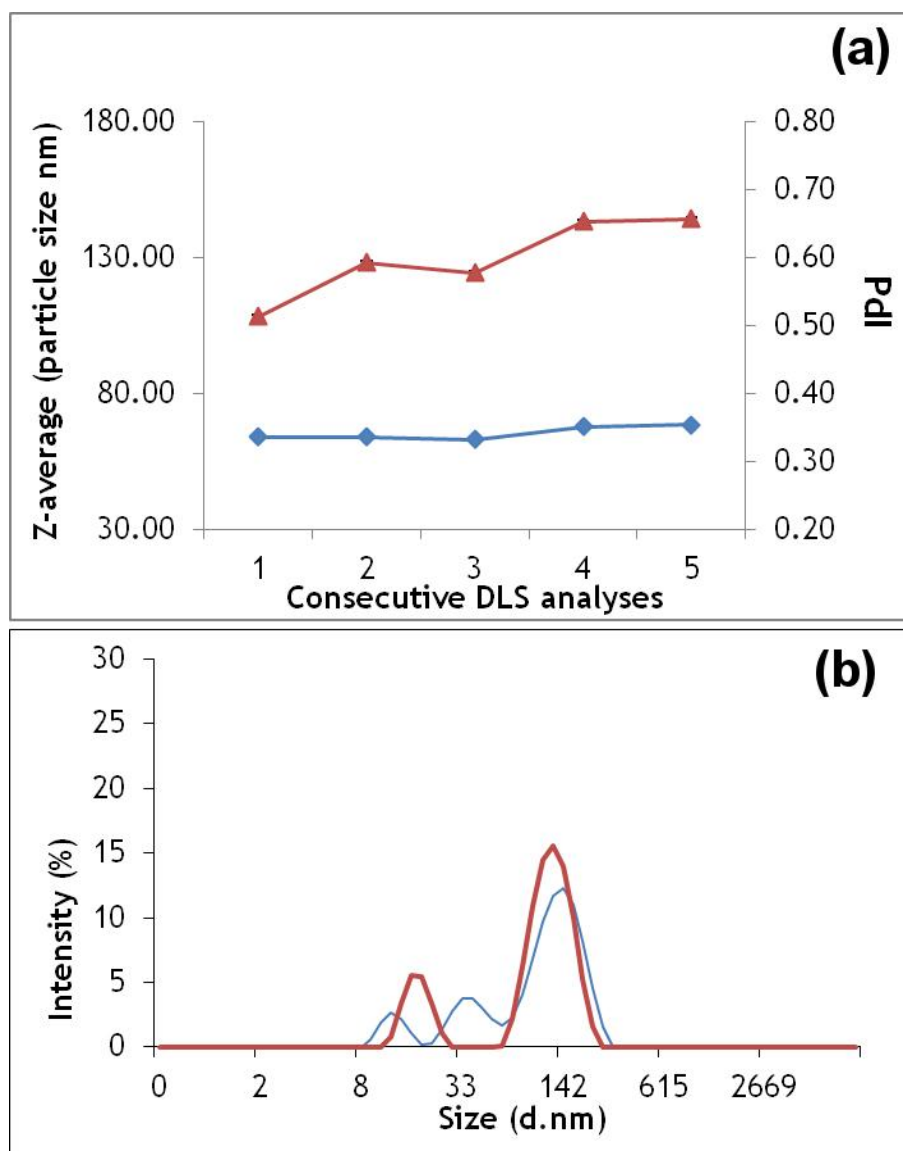 (a)
Z-average (particle size nm)
180.00
130.00
80.00
30.00
0.80
0.70
0.60
0.50
0.40
0.30
0.20
PdI
1 2 3 4 5
Consecutive DLS analyses
(b)
Intensity (%)
30
25
20
15
10
5
0
0 2 8 33 142 615 2669
Size (d.nm)